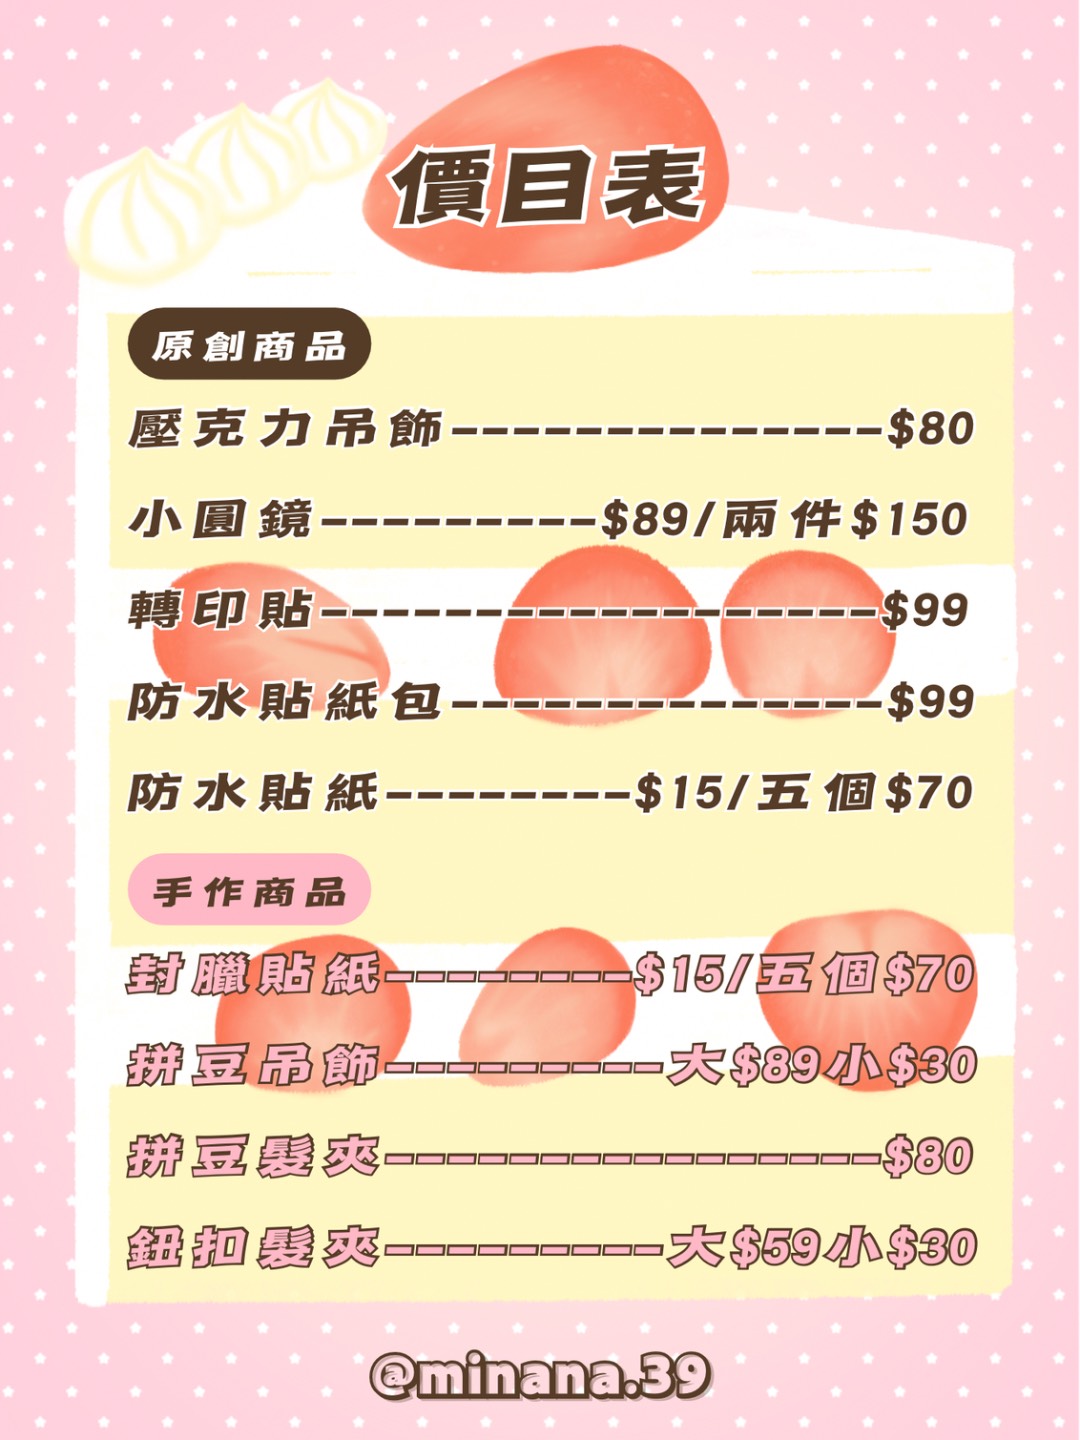 價目表
原創商品
壓克力吊飾--------------$80
小圓鏡---------$89/兩件$150
轉印貼------------------$99
防水貼紙包--------------$99
防水貼紙--------$15/五個$70
手作商品
封臘貼紙--------$15/五個$70
拼豆吊飾---------大$89小$30
拼豆髮夾----------------$80
鈕扣髮夾---------大$59小$30
@minana.39